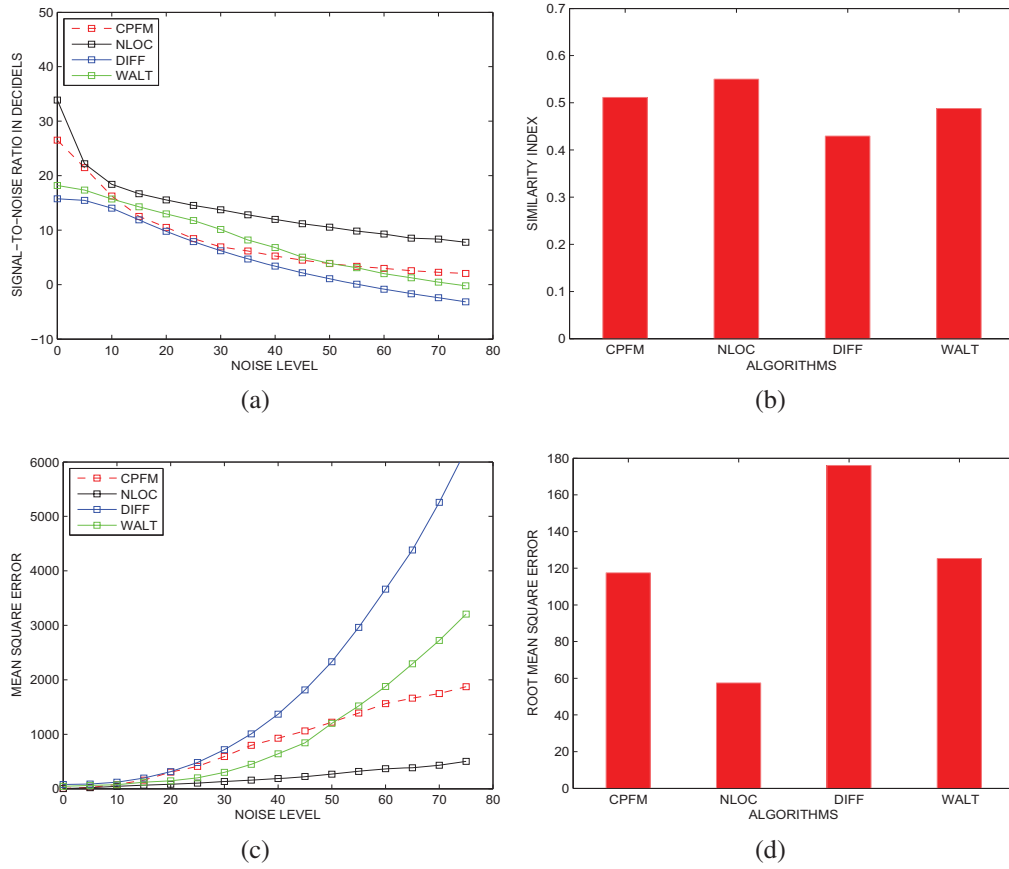 50
40
30
20
10
0
−10
SIGNAL−TO−NOISE RATIO IN DECIDELS
CPFM
NLOC
DIFF
WALT
0 10 20 30 40 50 60 70 80
NOISE LEVEL
(a)
0.7
0.6
0.5
0.4
0.3
0.2
0.1
0
SIMILARITY INDEX
CPFM NLOC DIFF WALT
ALGORITHMS
(b)
6000
5000
4000
3000
2000
1000
0
MEAN SQUARE ERROR
CPFM
NLOC
DIFF
WALT
0 10 20 30 40 50 60 70 80
NOISE LEVEL
(c)
180
160
140
120
100
80
60
40
20
0
ROOT MEAN SQUARE ERROR
CPFM NLOC DIFF WALT
ALGORITHMS
(d)